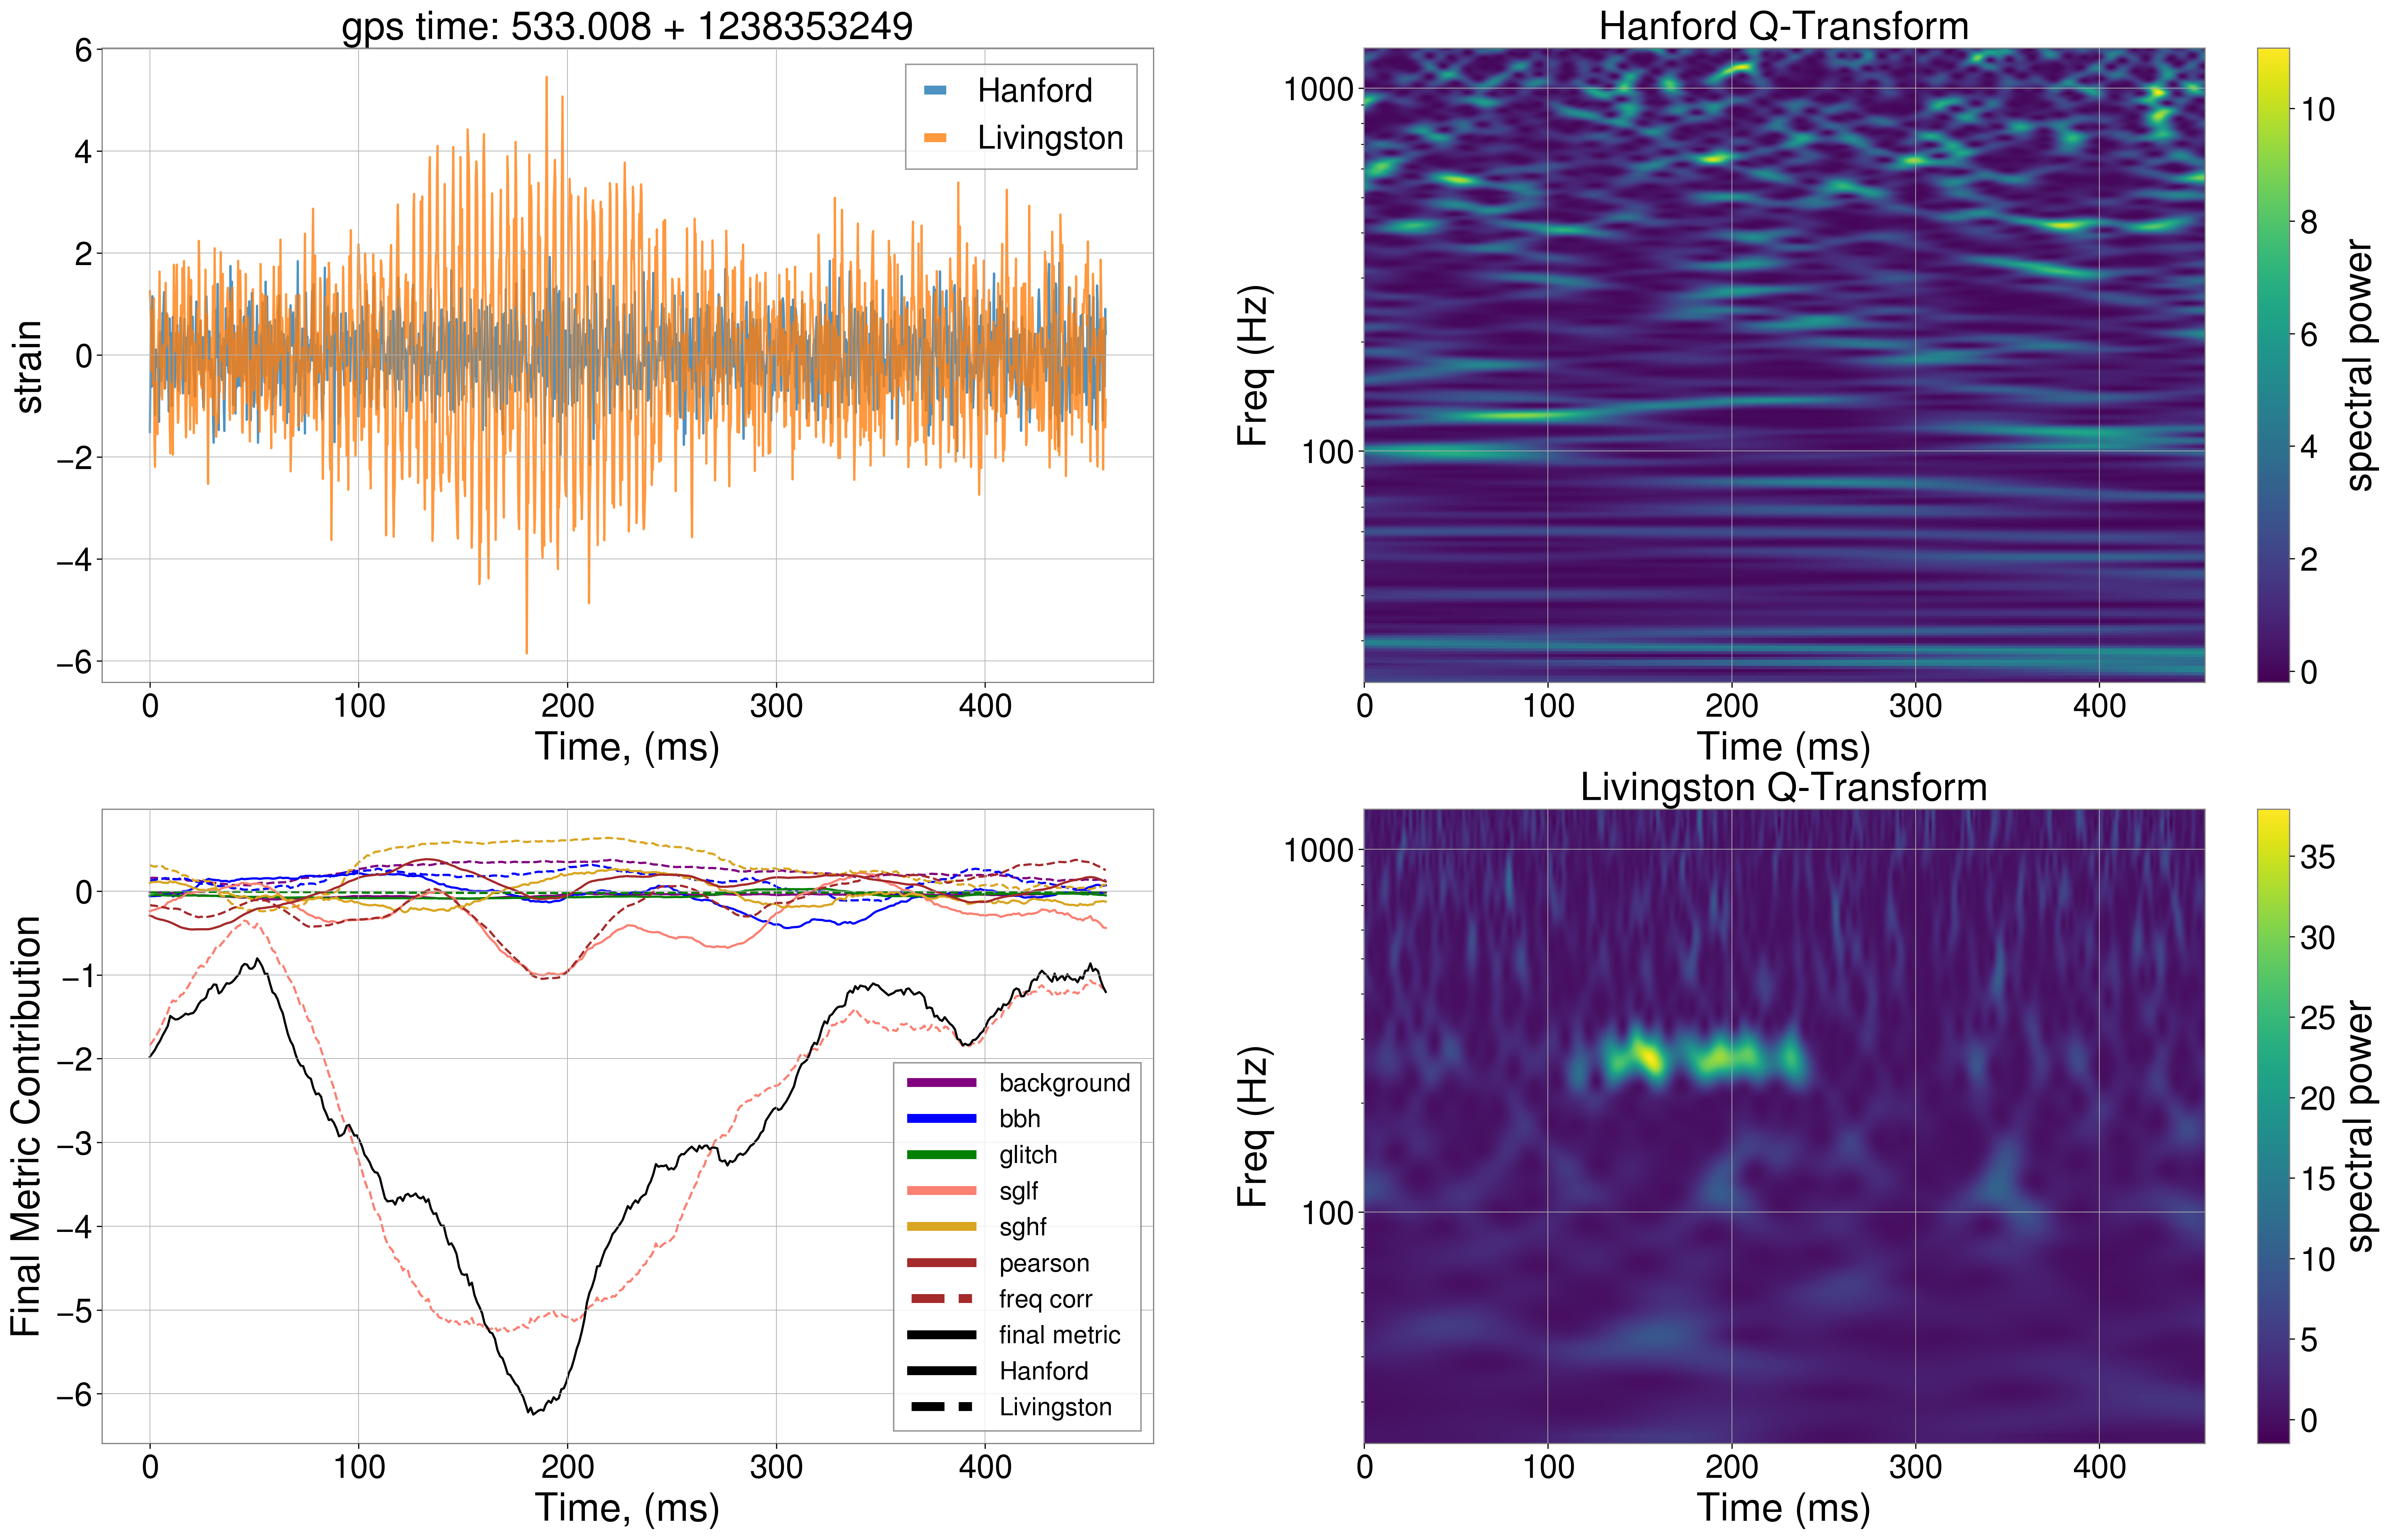 gps time: 533.008 + 1238353249
6
4
2
0
−2
−4
−6
strain
0
100
200
300
400
Time, (ms)
Hanford
Livingston
Hanford Q-Transform
1000
100
Freq (Hz)
0
100
200
300
400
Time (ms)
10
8
6
4
2
0
spectral power
0
−1
−2
−3
−4
−5
−6
Final Metric Contribution
0
100
200
300
400
Time, (ms)
background
bbh
glitch
sglf
sghf
pearson
freq corr
final metric
Hanford
Livingston
Livingston Q-Transform
1000
100
Freq (Hz)
0
100
200
300
400
Time (ms)
35
30
25
20
15
10
5
0
spectral power